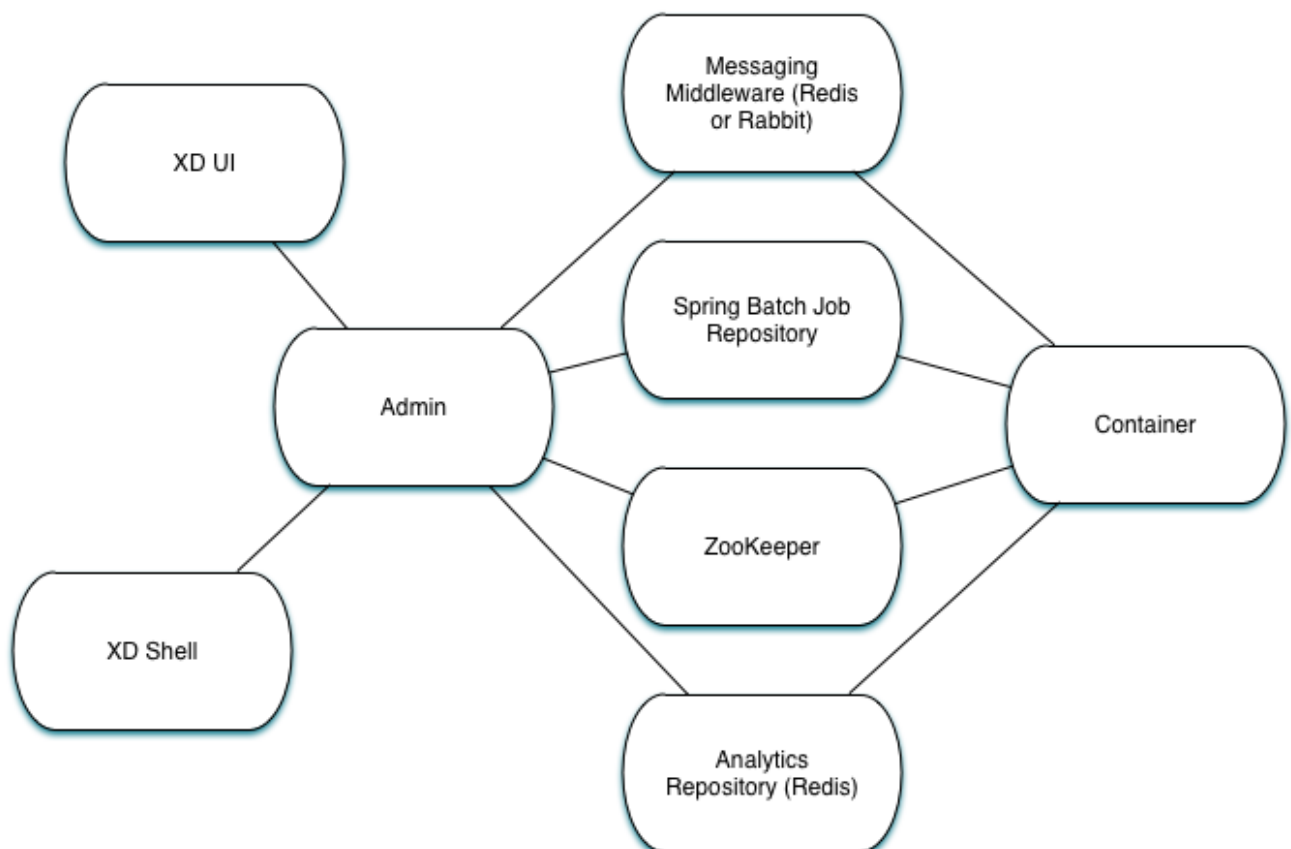 Messaging
Middleware (Redis
or Rabbit)
XD UI
Spring Batch Job
Repository
Admin
Container
ZooKeeper
XD Shell
Analytics
Repository (Redis)